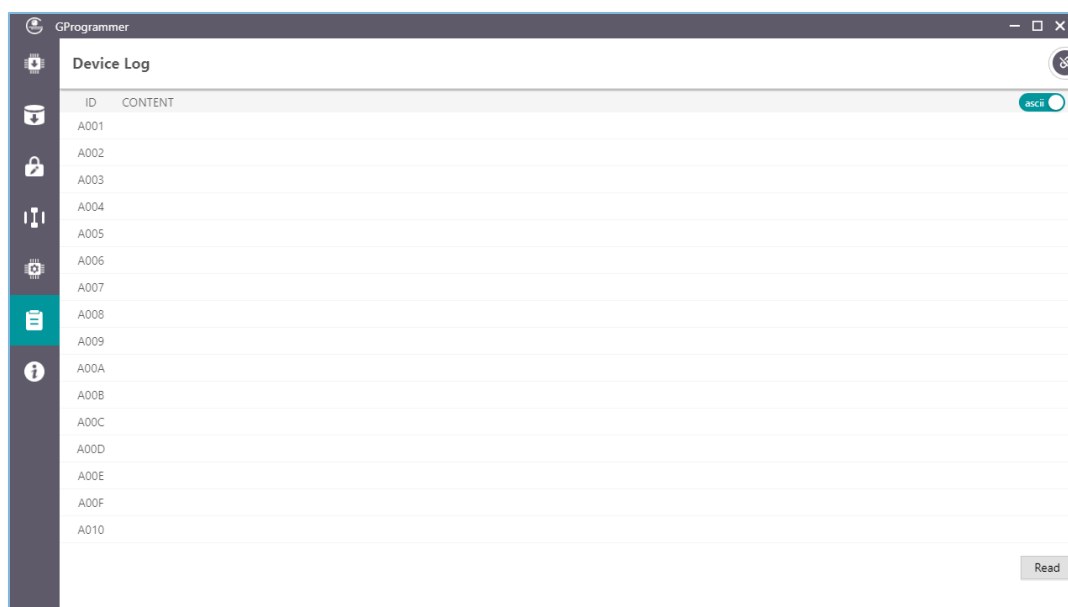 GProgrammer
Device Log
ID CONTENT ascii
A001
A002
A003
A004
A005
A006
A007
A008
A009
A00A
A00B
A00C
A00D
A00E
A00F
A010
Read